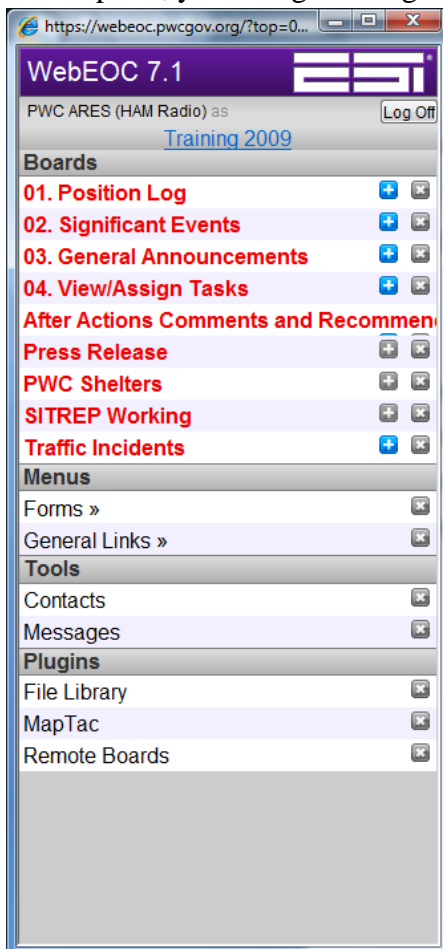 https://webeoc.pwcgov.org/?top=0...
WebEOC 7.1
ESi
PWC ARES (HAM Radio) as
Log Off
Training 2009
Boards
01. Position Log
02. Significant Events
03. General Announcements
04. View/Assign Tasks
After Actions Comments and Recommen
Press Release
PWC Shelters
SITREP Working
Traffic Incidents
Menus
Forms »
General Links »
Tools
Contacts
Messages
Plugins
File Library
MapTac
Remote Boards